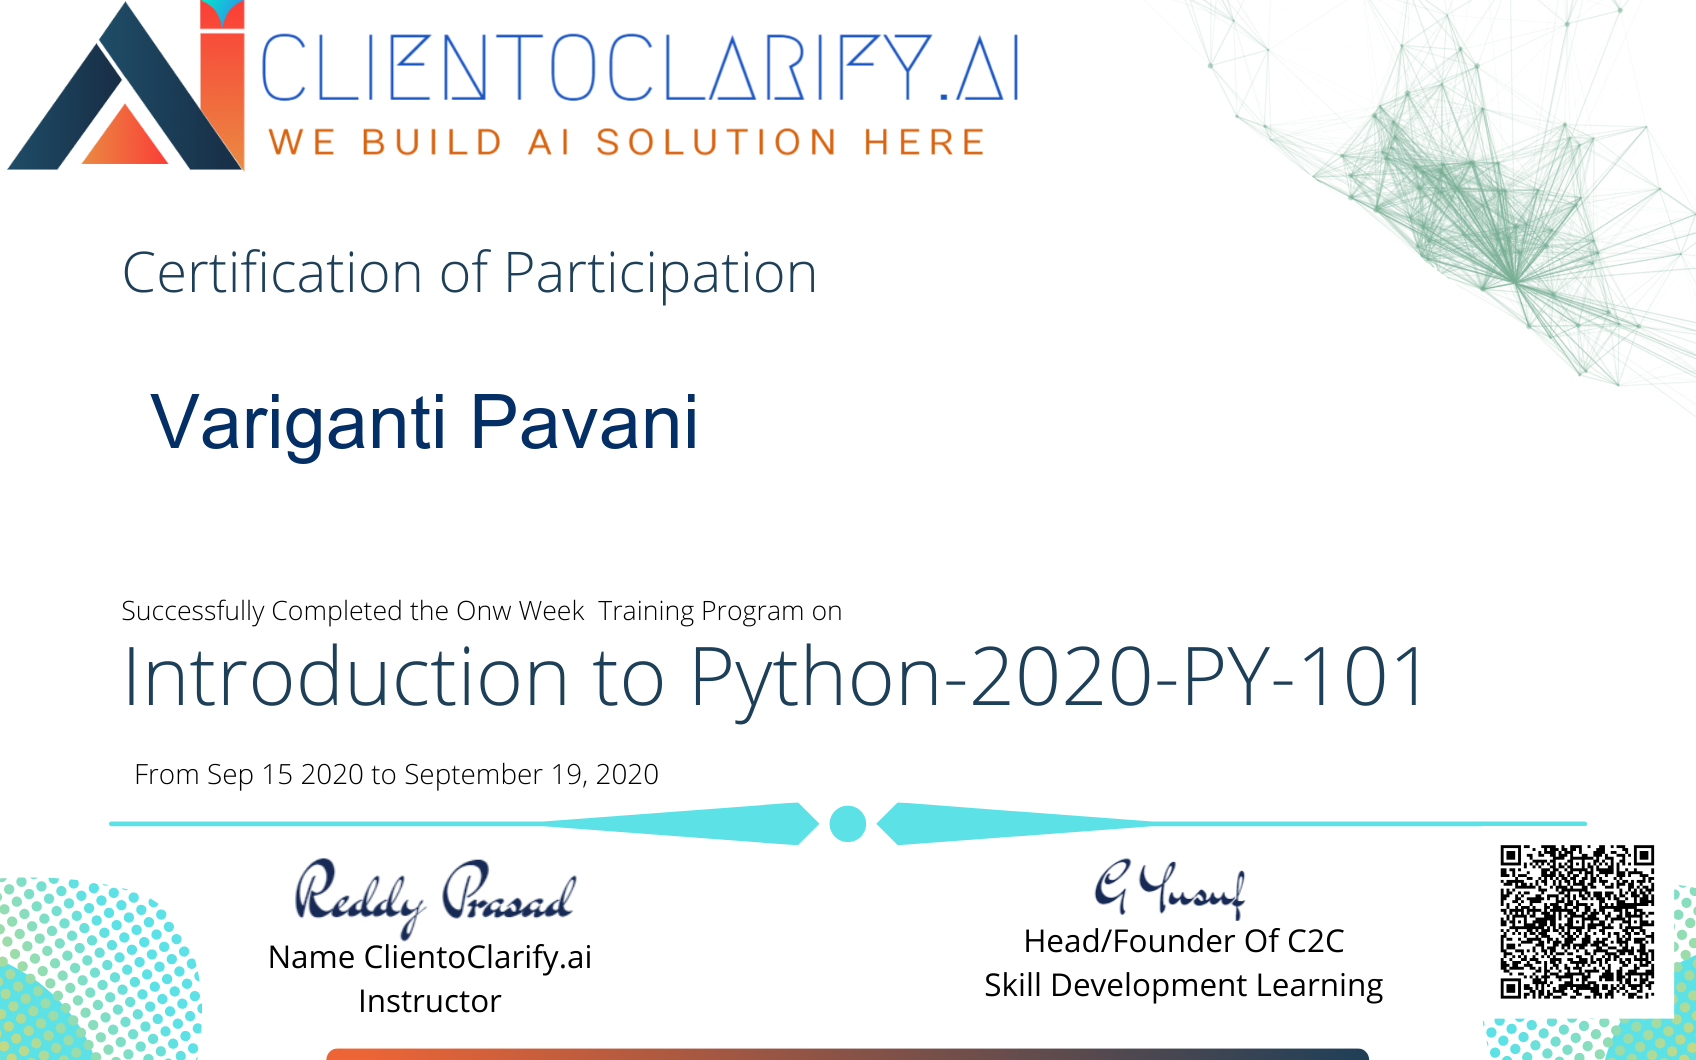 CLIENTOCLARIFY.AI
WE BUILD AI SOLUTION HERE
Certification of Participation
Variganti Pavani
Successfully Completed the Onw Week  Training Program on
Introduction to Python-2020-PY-101
From Sep 15 2020 to September 19, 2020
Reddy Prasad
Name ClientoClarify.ai
Instructor
G Yusuf
Head/Founder Of C2C
Skill Development Learning